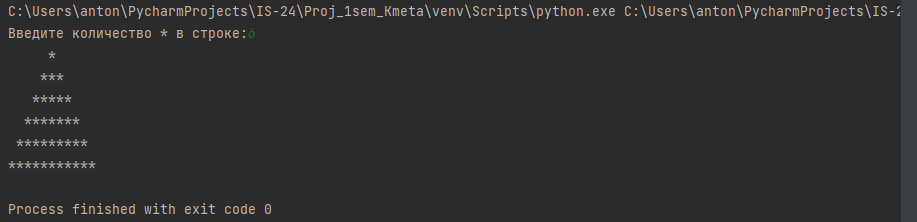 C:\Users\anton\PycharmProjects\IS-24\Proj_1sem_Kmeta\venv\Scripts\python.exe C:\Users\anton\PycharmProjects\IS-2
Введите количество * в строке:6
     *
    ***
   *****
  *******
 *********
***********
Process finished with exit code 0